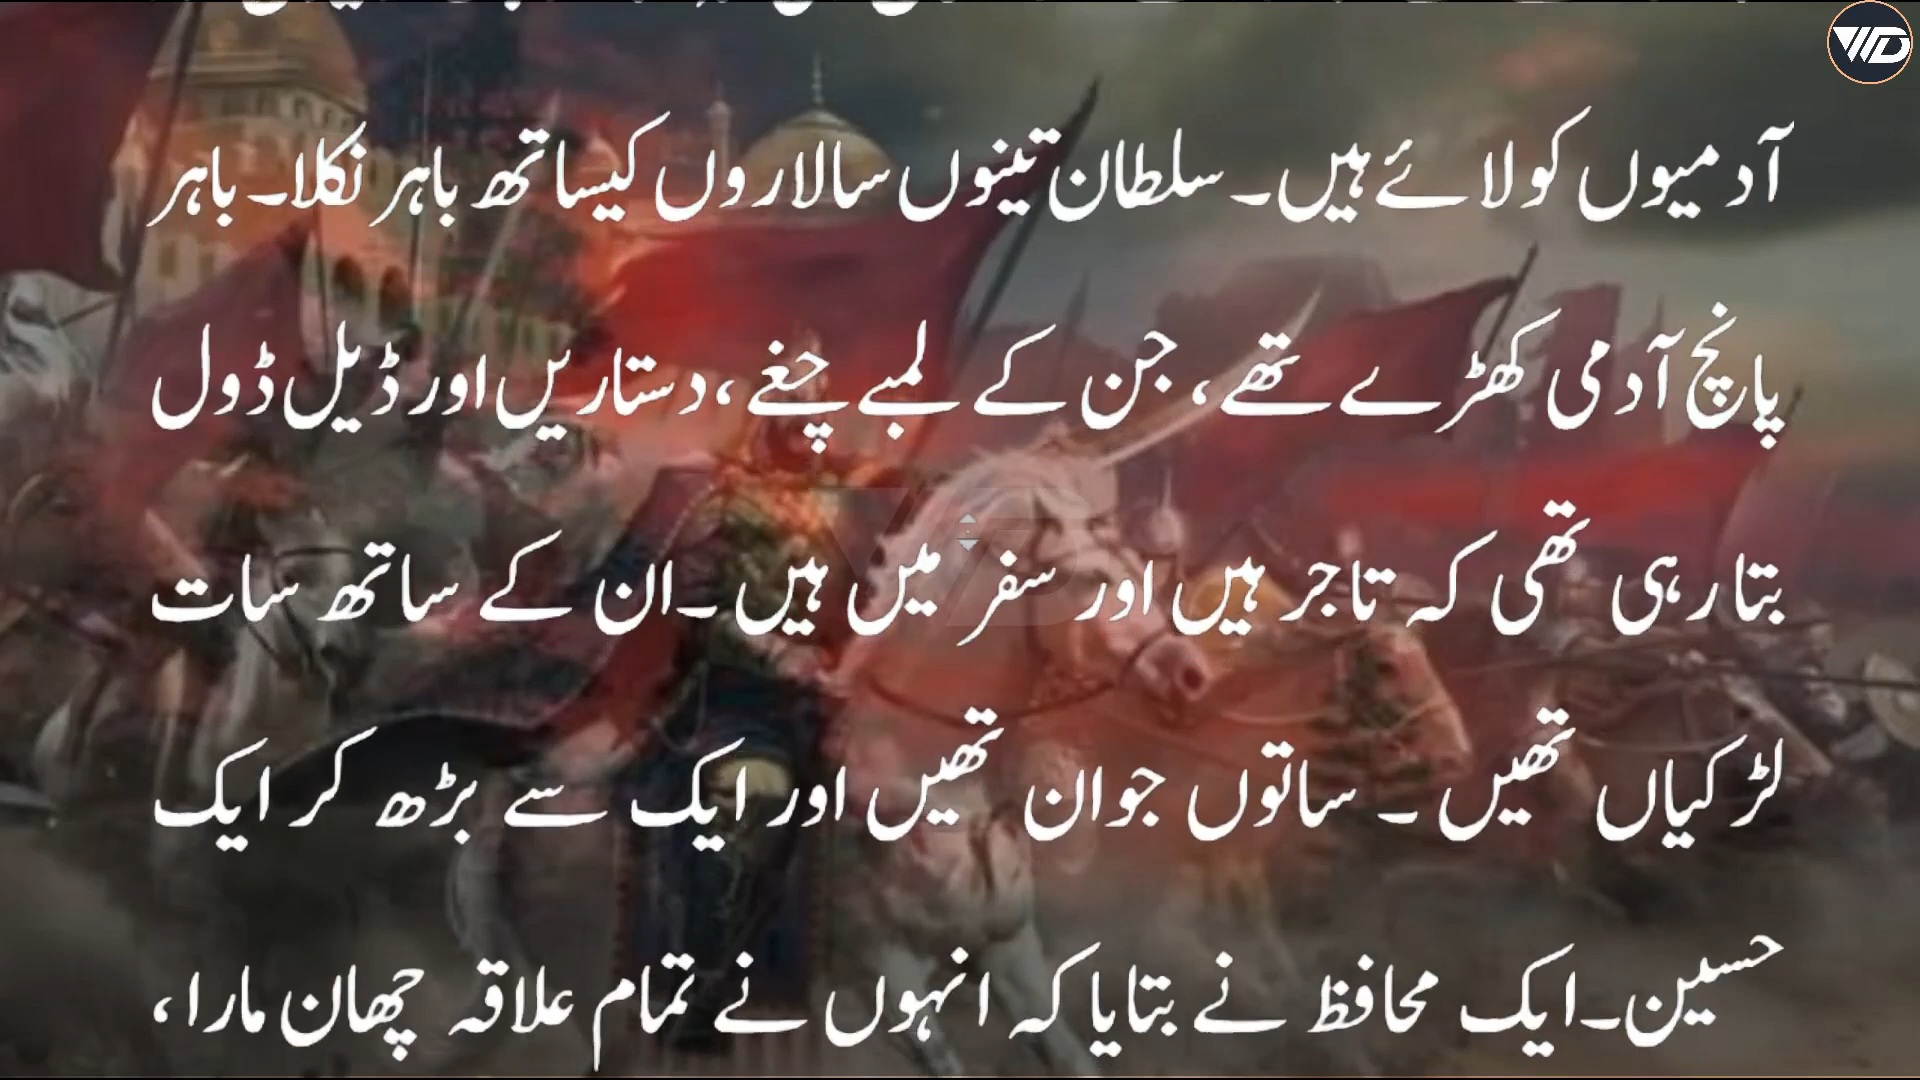 WD
آدمیوں کو لائے ہیں۔ سلطان تینوں سالاروں کیساتھ باہر نکلا۔ باہر
پانچ آدمی کھڑے تھے، جن کے لمبے چغے، دستاریں اور ڈیل ڈول
بتا رہی تھی کہ تاجر ہیں اور سفر میں ہیں۔ ان کے ساتھ سات
لڑکیاں تھیں۔ ساتوں جوان تھیں اور ایک سے بڑھ کر ایک
حسین۔ ایک محافظ نے بتایا کہ انہوں نے تمام علاقہ چھان مارا،